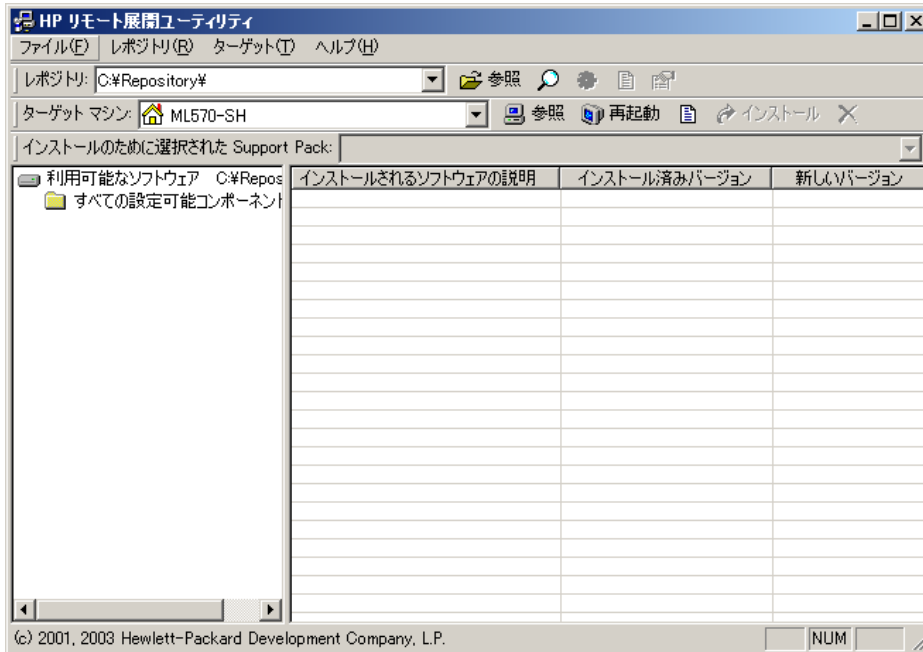 HP リモート展開ユーティリティ
ファイル(F) レポジトリ(R) ターゲット(T) ヘルプ(H)
レポジトリ: C:¥Repository¥ 参照
ターゲット マシン: ML570-SH 参照 再起動 インストール
インストールのために選択された Support Pack:
利用可能なソフトウェア C:¥Repos
すべての設定可能コンポーネント
インストールされるソフトウェアの説明 インストール済みバージョン 新しいバージョン
(c) 2001, 2003 Hewlett-Packard Development Company, L.P. NUM